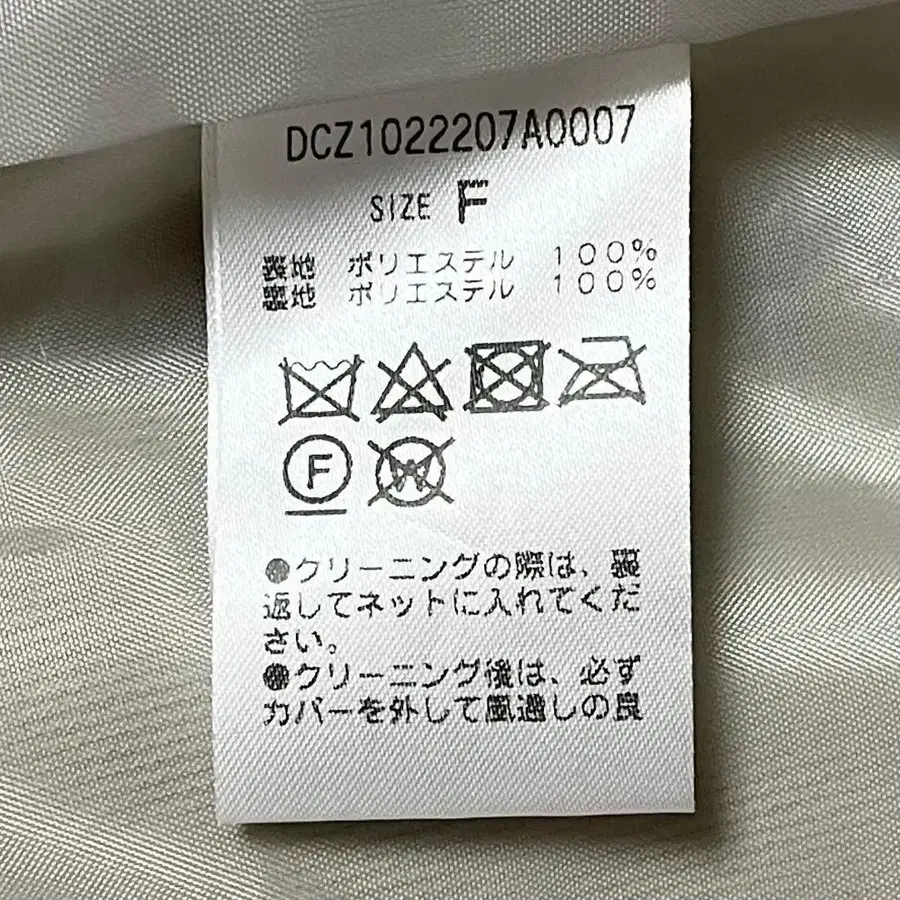 DCZ1022207A0007
SIZE F
表地 ポリエステル 100%
裏地 ポリエステル 100%
F
W
●クリーニングの際は、裏
返してネットに入れてくだ
さい。
●クリーニング後は、必ず
カバーを外して風通しの良